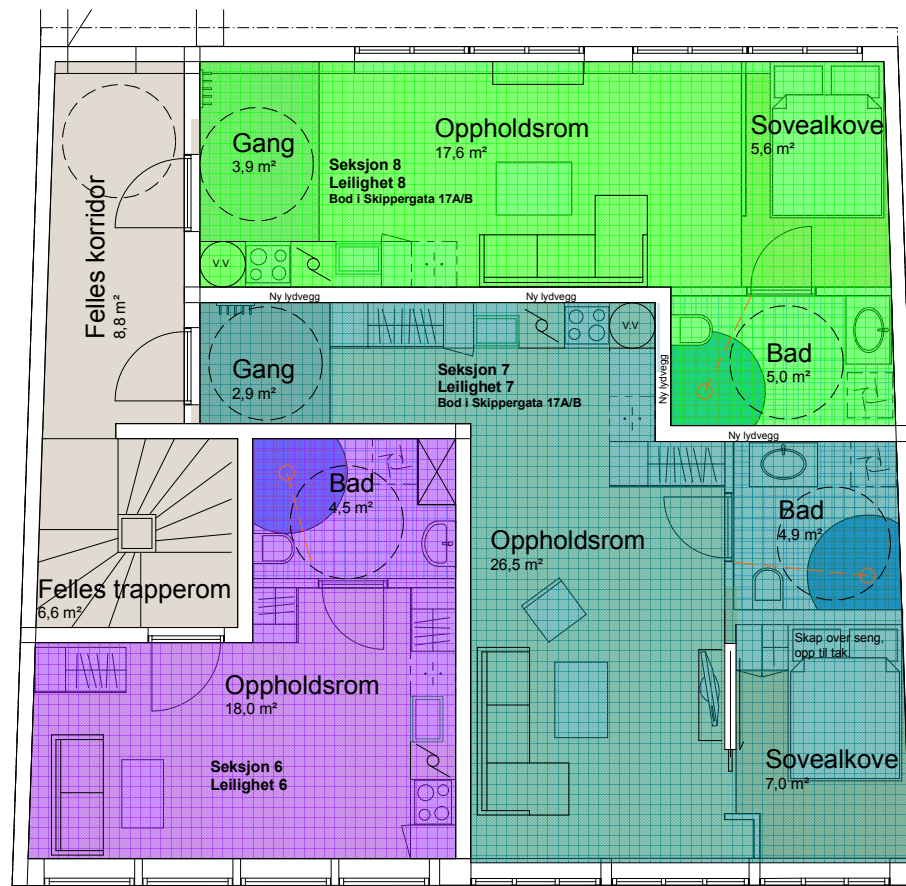 Gang
3,9 m²
Seksjon 8
Leilighet 8
Bod i Skippergata 17A/B
Oppholdsrom
17,6 m²
Sovealkove
5,6 m²
Felles korridor
8,8 m²
V.V
Ny lydvegg
Ny lydvegg
Gang
2,9 m²
Seksjon 7
Leilighet 7
Bod i Skippergata 17A/B
V.V
Ny lydvegg
Bad
5,0 m²
Ny lydvegg
Bad
4,5 m²
Oppholdsrom
26,5 m²
Bad
4,9 m²
Felles trapperom
6,6 m²
Skap over seng,
opp til tak.
Oppholdsrom
18,0 m²
Seksjon 6
Leilighet 6
Sovealkove
7,0 m²